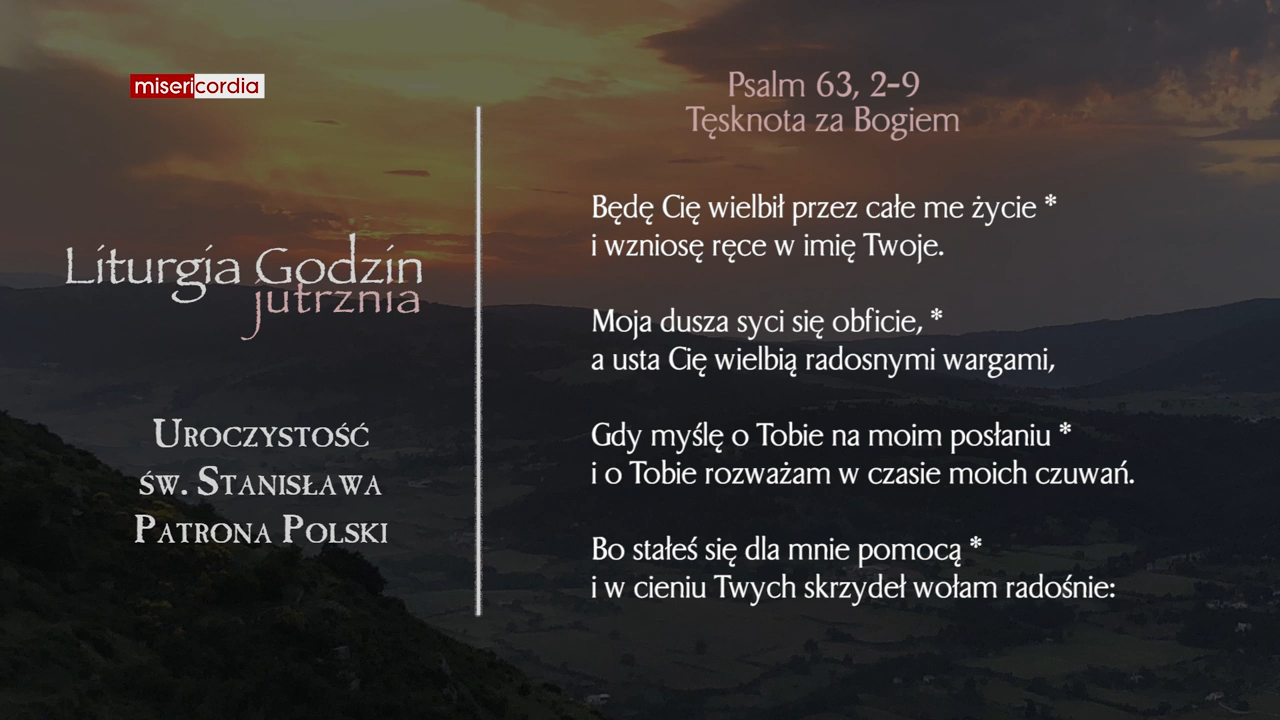 misericordia
Liturgia Godzin
jutrznia
Uroczystość
św. Stanisława
Patrona Polski
Psalm 63, 2-9
Tęsknota za Bogiem
Będę Cię wielbił przez całe me życie *
i wzniosę ręce w imię Twoje.
Moja dusza syci się obficie, *
a usta Cię wielbią radosnymi wargami,
Gdy myślę o Tobie na moim posłaniu *
i o Tobie rozważam w czasie moich czuwań.
Bo stałeś się dla mnie pomocą *
i w cieniu Twych skrzydeł wołam radośnie: